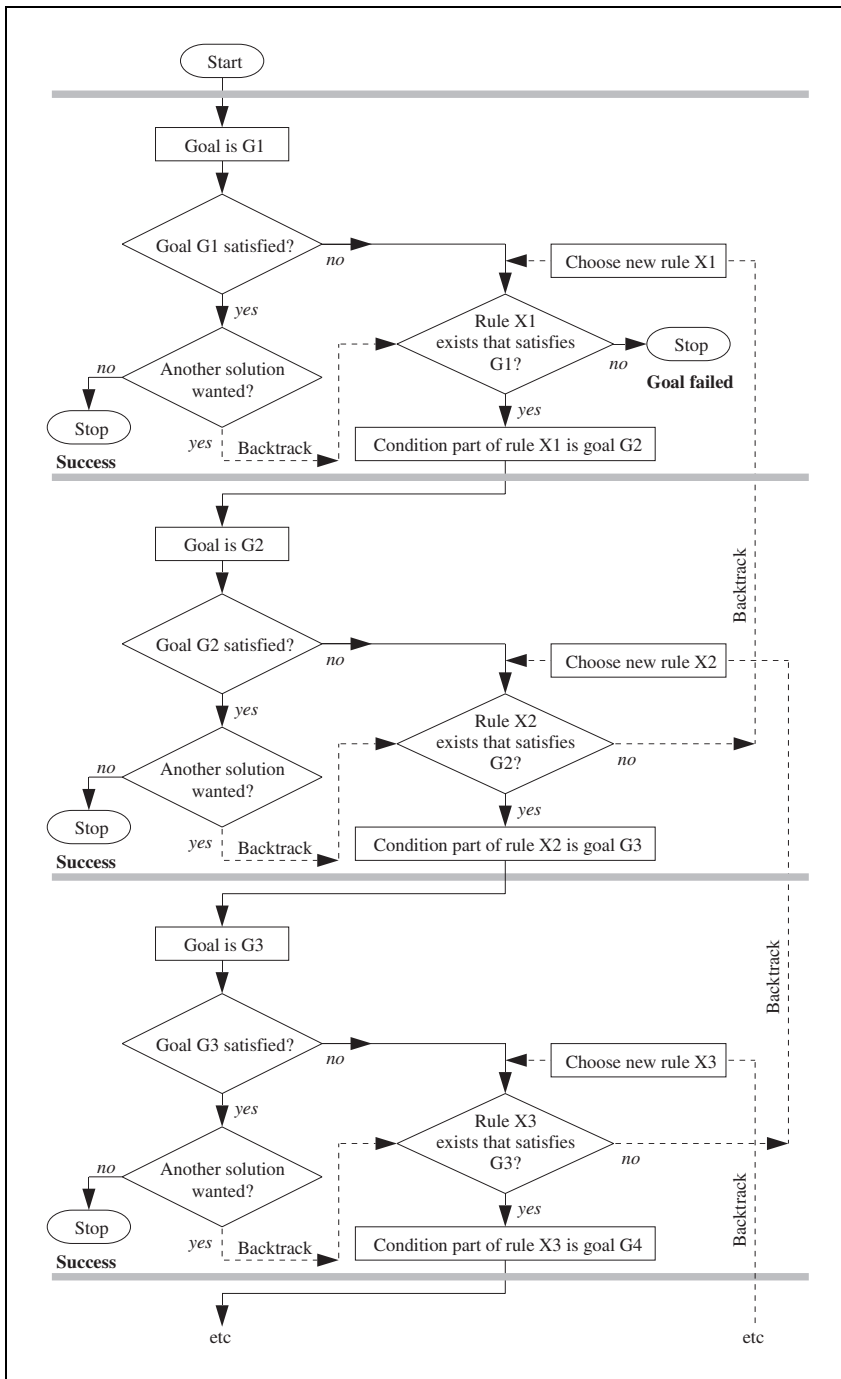 Start
Goal is G1
Goal G1 satisfied?
no
Choose new rule X1
yes
Rule X1
exists that satisfies
G1?
no
Stop
Goal failed
no
Another solution
wanted?
Stop
Success
yes
Backtrack
yes
Condition part of rule X1 is goal G2
Goal is G2
Backtrack
Goal G2 satisfied?
no
Choose new rule X2
yes
Rule X2
exists that satisfies
G2?
no
no
Another solution
wanted?
Stop
Success
yes
Backtrack
yes
Condition part of rule X2 is goal G3
Goal is G3
Backtrack
Goal G3 satisfied?
no
Choose new rule X3
yes
Rule X3
exists that satisfies
G3?
no
no
Another solution
wanted?
Stop
Success
yes
Backtrack
yes
Condition part of rule X3 is goal G4
Backtrack
etc
etc